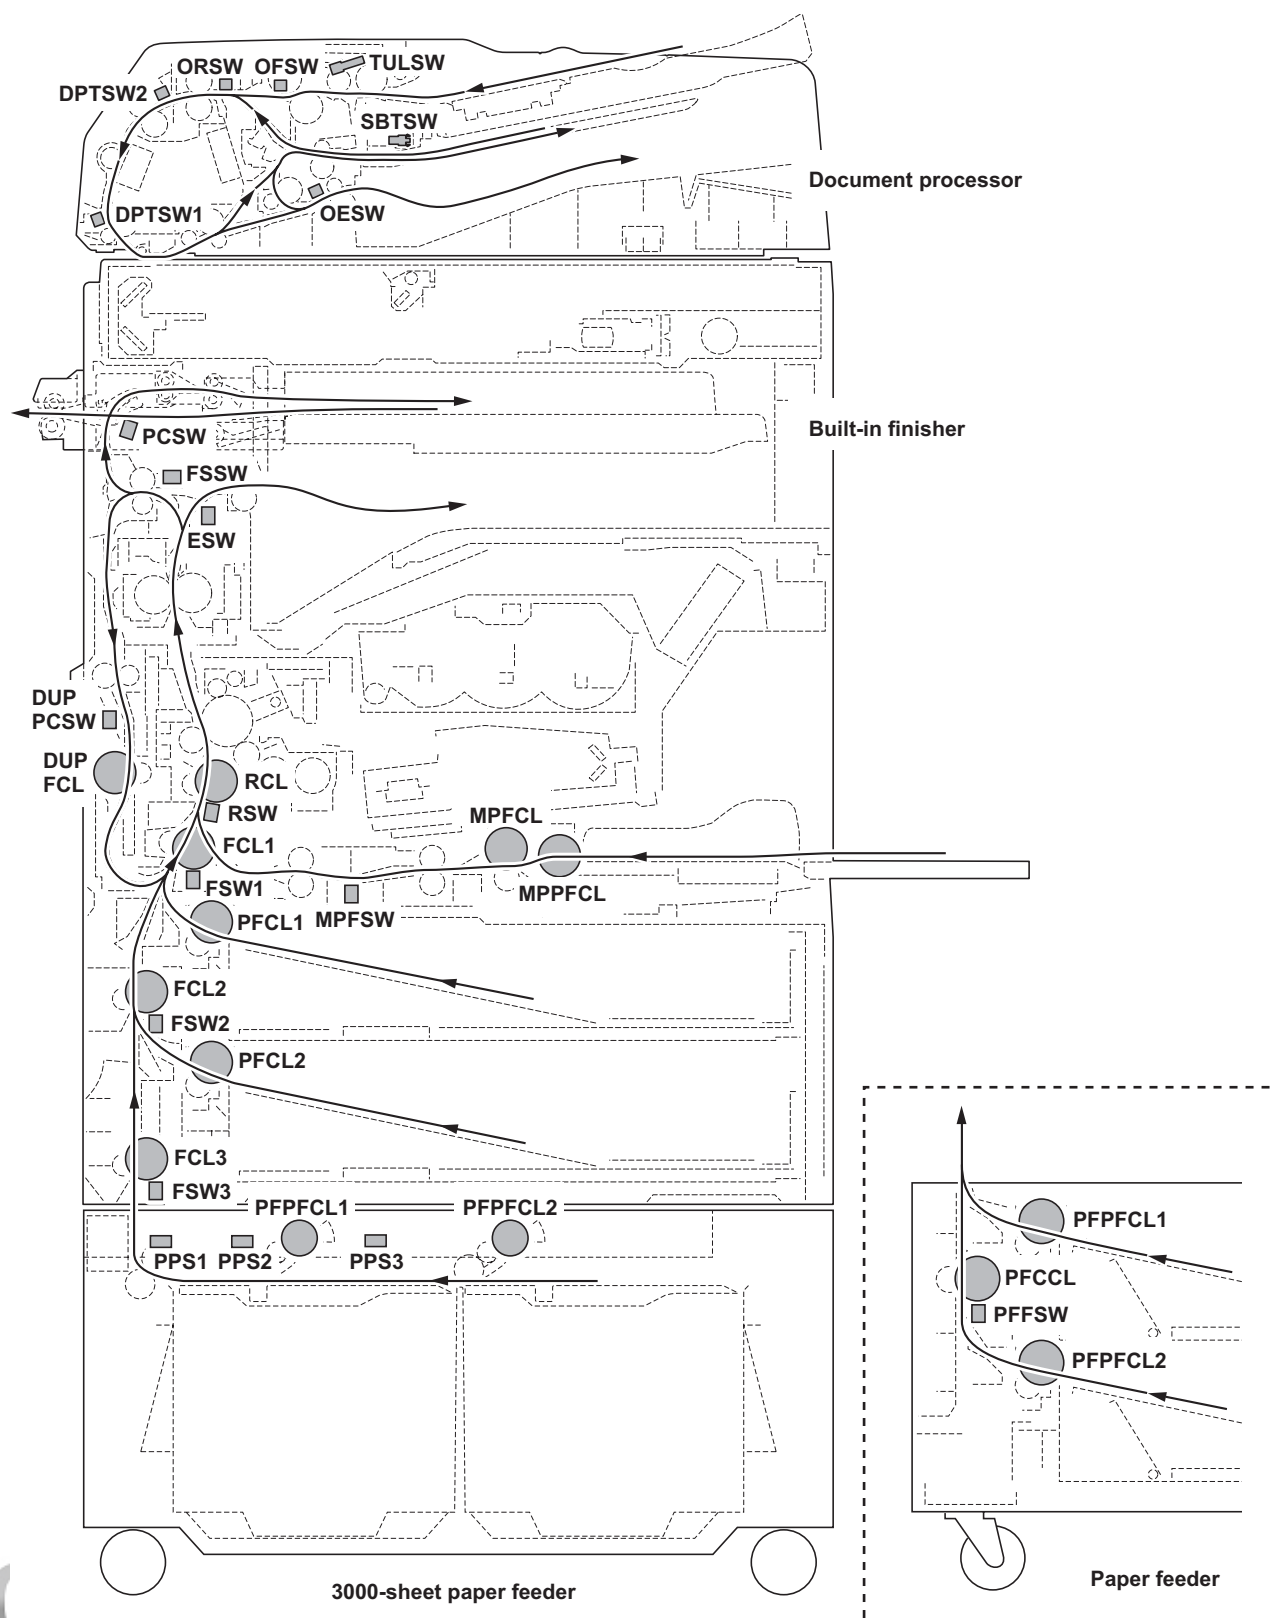 ORSW OFSW TULSW
DPTSW2
SBTSW
DPTSW1
OESW
Document processor
PCSW
Built-in finisher
FSSW
ESW
DUP
PCSW
DUP
FCL
RCL
RSW
MPFCL
FCL1
FSW1
MPFSW
MPPFCL
PFCL1
FCL2
FSW2
PFCL2
FCL3
FSW3
PFPFCL1 PFPFCL2
PPS1 PPS2 PPS3
3000-sheet paper feeder
PFPFCL1
PFCCL
PFFSW
PFPFCL2
Paper feeder